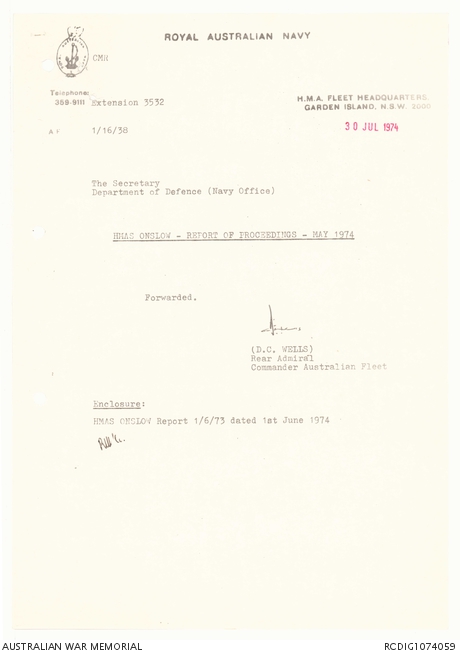 ROYAL AUSTRALIAN NAVY
CMR
Telephone:
359-9111 Extension 3532
H.M.A. FLEET HEADQUARTERS,
GARDEN ISLAND, N.S.W. 2000
30 JUL 1974
AF 1/16/38
The Secretary
Department of Defence (Navy Office)
HMAS ONSLOW - REPORT OF PROCEEDINGS - MAY 1974
Forwarded.
(D.C. WELLS)
Rear Admiral
Commander Australian Fleet
Enclosure:
HMAS ONSLOW Report 1/6/73 dated 1st June 1974
AUSTRALIAN WAR MEMORIAL
RCDIG1074059